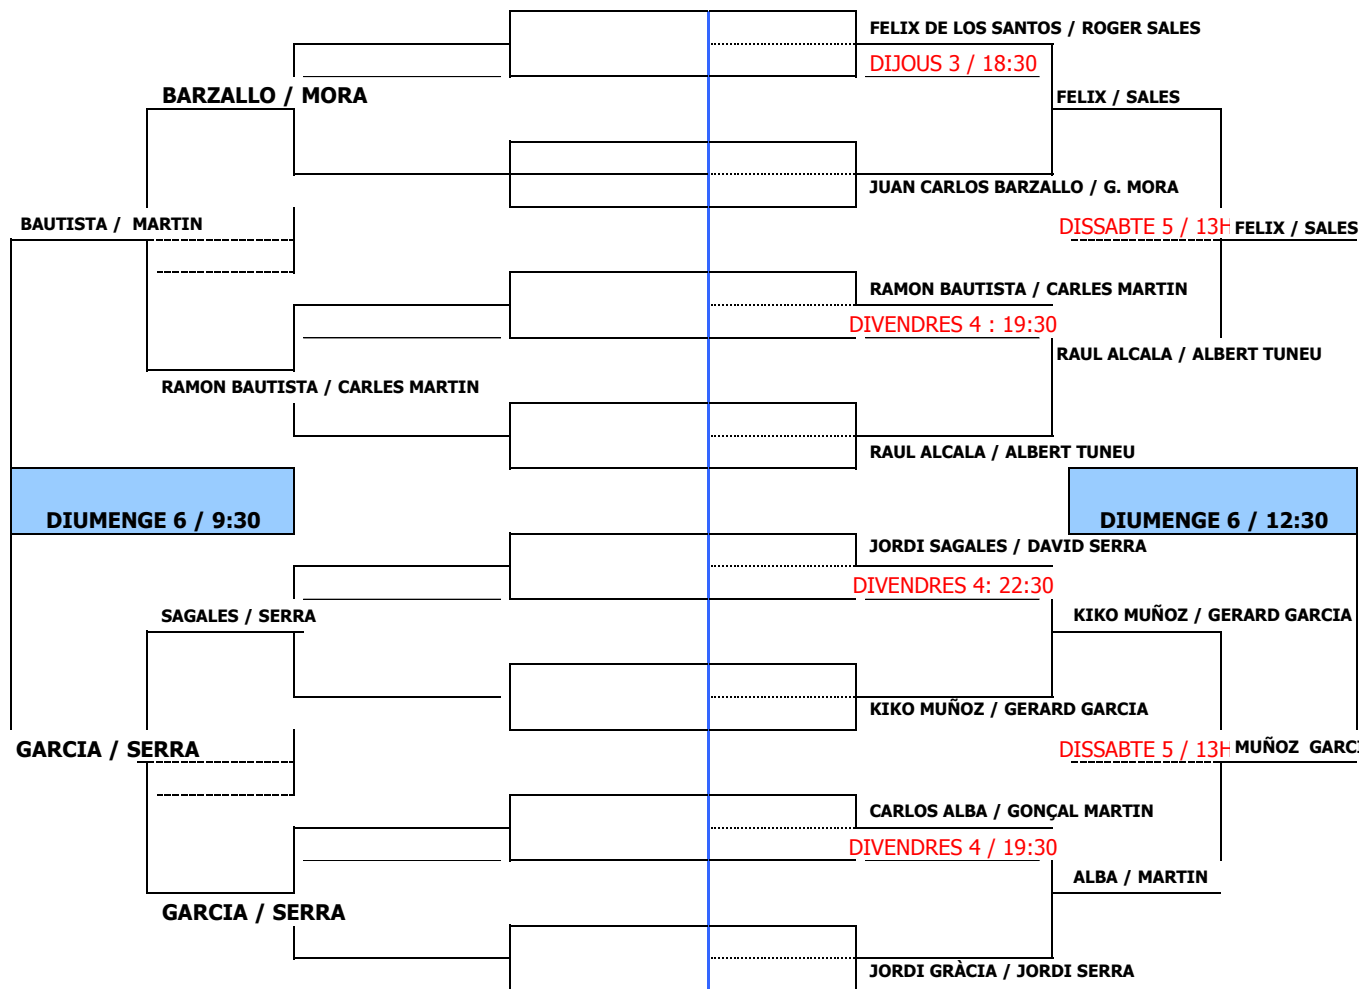 FELIX DE LOS SANTOS / ROGER SALES
DIJOUS 3 / 18:30
BARZALLO / MORA
FELIX / SALES
JUAN CARLOS BARZALLO / G. MORA
BAUTISTA / MARTIN
DISSABTE 5 / 13H
FELIX / SALES
RAMON BAUTISTA / CARLES MARTIN
DIVENDRES 4 : 19:30
RAUL ALCALA / ALBERT TUNEU
RAMON BAUTISTA / CARLES MARTIN
RAUL ALCALA / ALBERT TUNEU
DIUMENGE 6 / 9:30
DIUMENGE 6 / 12:30
JORDI SAGALES / DAVID SERRA
DIVENDRES 4: 22:30
SAGALES / SERRA
KIKO MUÑOZ / GERARD GARCIA
KIKO MUÑOZ / GERARD GARCIA
GARCIA / SERRA
DISSABTE 5 / 13H
MUÑOZ GARCI
CARLOS ALBA / GONÇAL MARTIN
DIVENDRES 4 / 19:30
ALBA / MARTIN
GARCIA / SERRA
JORDI GRÀCIA / JORDI SERRA